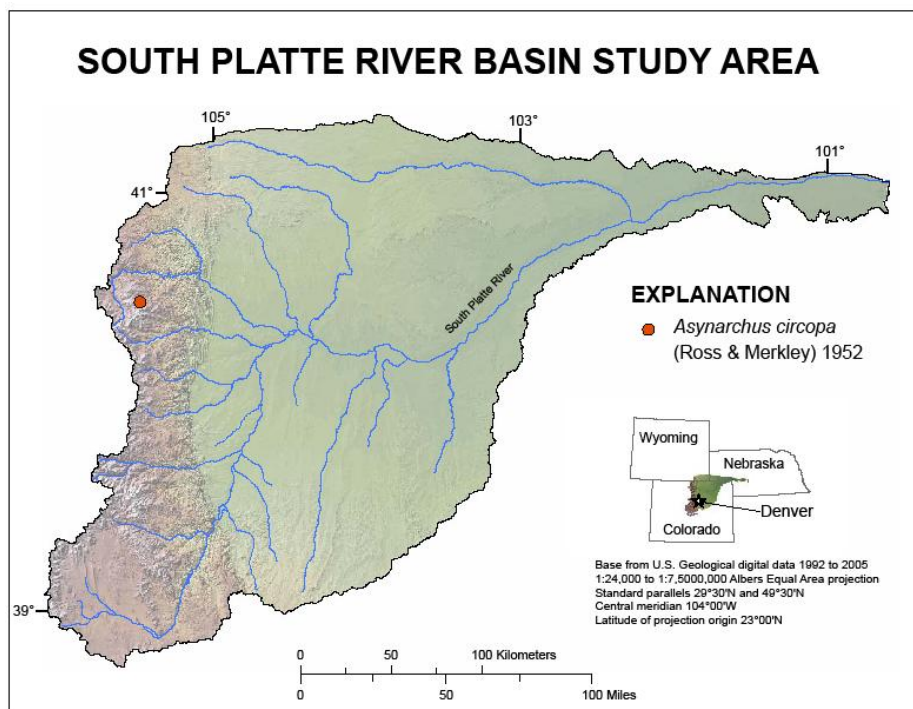 SOUTH PLATTE RIVER BASIN STUDY AREA
105°
103°
101°
41°
South Platte River
EXPLANATION
Asynarchus circopa
(Ross & Merkley) 1952
Wyoming
Nebraska
Denver
Colorado
Base from U.S. Geological digital data 1992 to 2005
1:24,000 to 1:7,5000,000 Albers Equal Area projection
Standard parallels 29°30'N and 49°30'N
Central meridian 104°00'W
Latitude of projection origin 23°00'N
39°
0 50 100 Kilometers
0 50 100 Miles